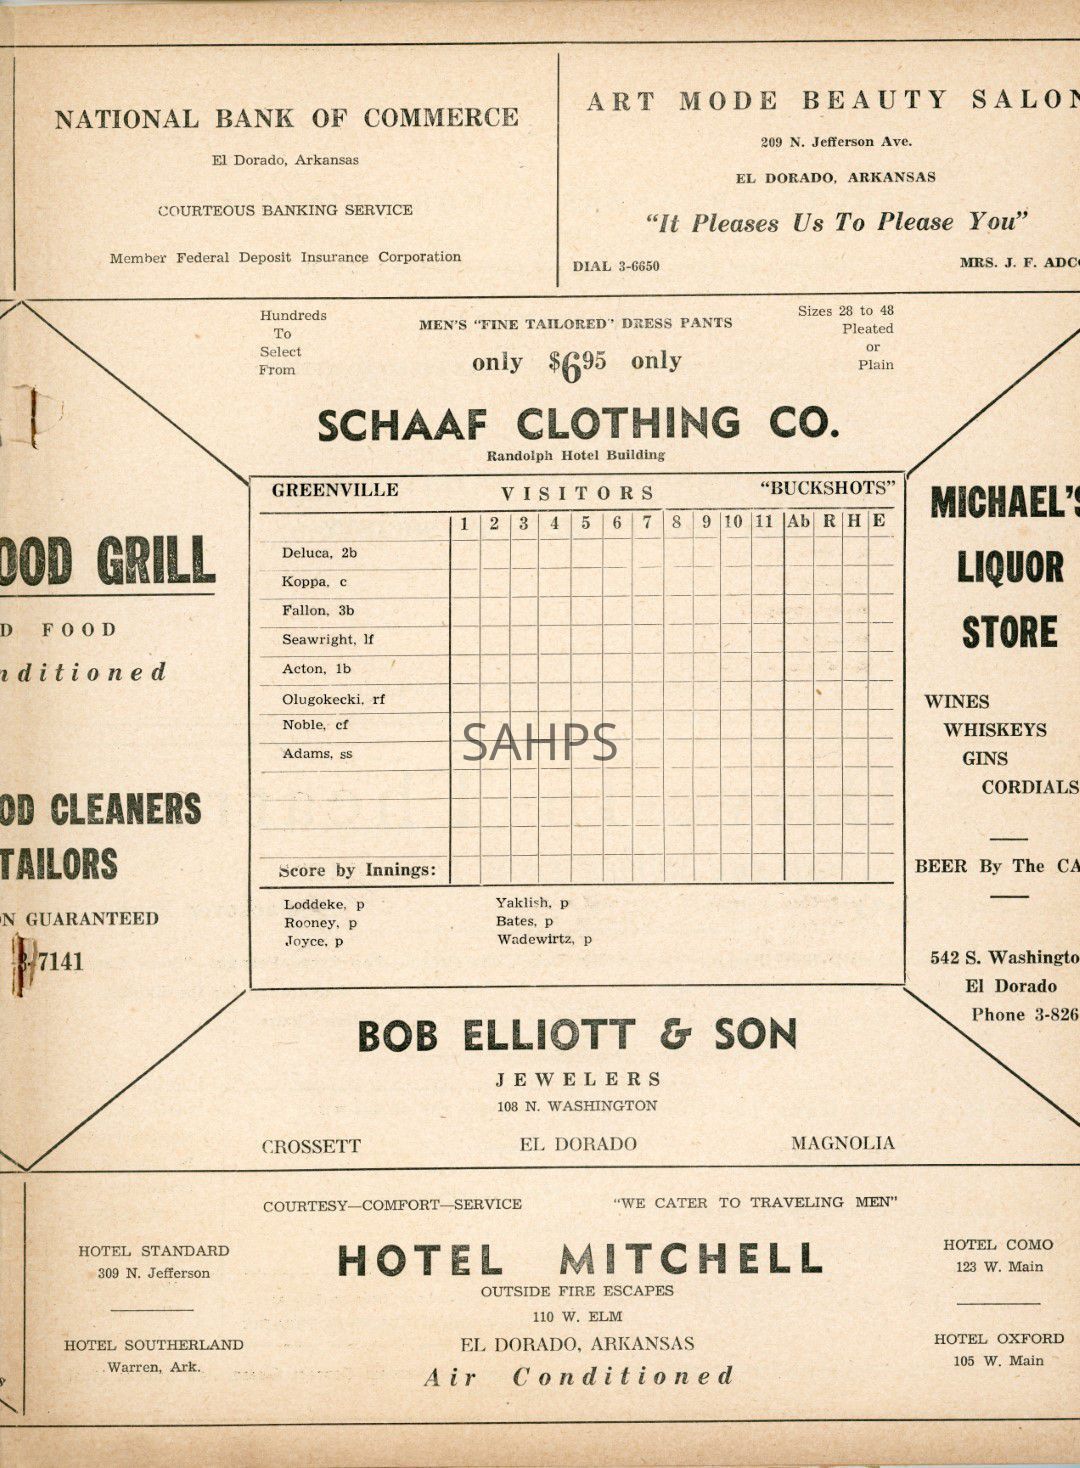 NATIONAL BANK OF COMMERCE
El Dorado, Arkansas
COURTEOUS BANKING SERVICE
Member Federal Deposit Insurance Corporation
ART MODE BEAUTY SALON
209 N. Jefferson Ave.
EL DORADO, ARKANSAS
"It Pleases Us To Please You"
DIAL 3-6650 MRS. J. F.
Hundreds
To
Select
From
MEN'S "FINE TAILORED" DRESS PANTS
only $6.95 only
Sizes 28 to 48
Pleated
or
Plain
SCHAAF CLOTHING CO.
Randolph Hotel Building
OOD GRILL
D FOOD
nditioned
OD CLEANERS
TAILORS
ON GUARANTEED
3-7141
GREENVILLE VISITORS "BUCKSHOTS"
1 2 3 4 5 6 7 8 9 10 11 Ab R H E
Deluca, 2b
Koppa, c
Fallon, 3b
Seawright, lf
Acton, 1b
Olugokecki, rf
Noble, cf
Adams, ss
SAHPS
Score by Innings:
Loddeke, p Yaklish, p
Rooney, p Bates, p
Joyce, p Wadewirtz, p
MICHAEL'S
LIQUOR
STORE
WINES
WHISKEYS
GINS
CORDIALS
BEER By The CA
542 S. Washingto
El Dorado
Phone 3-826
BOB ELLIOTT & SON
JEWELERS
108 N. WASHINGTON
CROSSETT EL DORADO MAGNOLIA
COURTESY—COMFORT—SERVICE "WE CATER TO TRAVELING MEN"
HOTEL STANDARD
309 N. Jefferson
HOTEL SOUTHERLAND
Warren, Ark.
HOTEL MITCHELL
OUTSIDE FIRE ESCAPES
110 W. ELM
EL DORADO, ARKANSAS
Air Conditioned
HOTEL COMO
123 W. Main
HOTEL OXFORD
105 W. Main